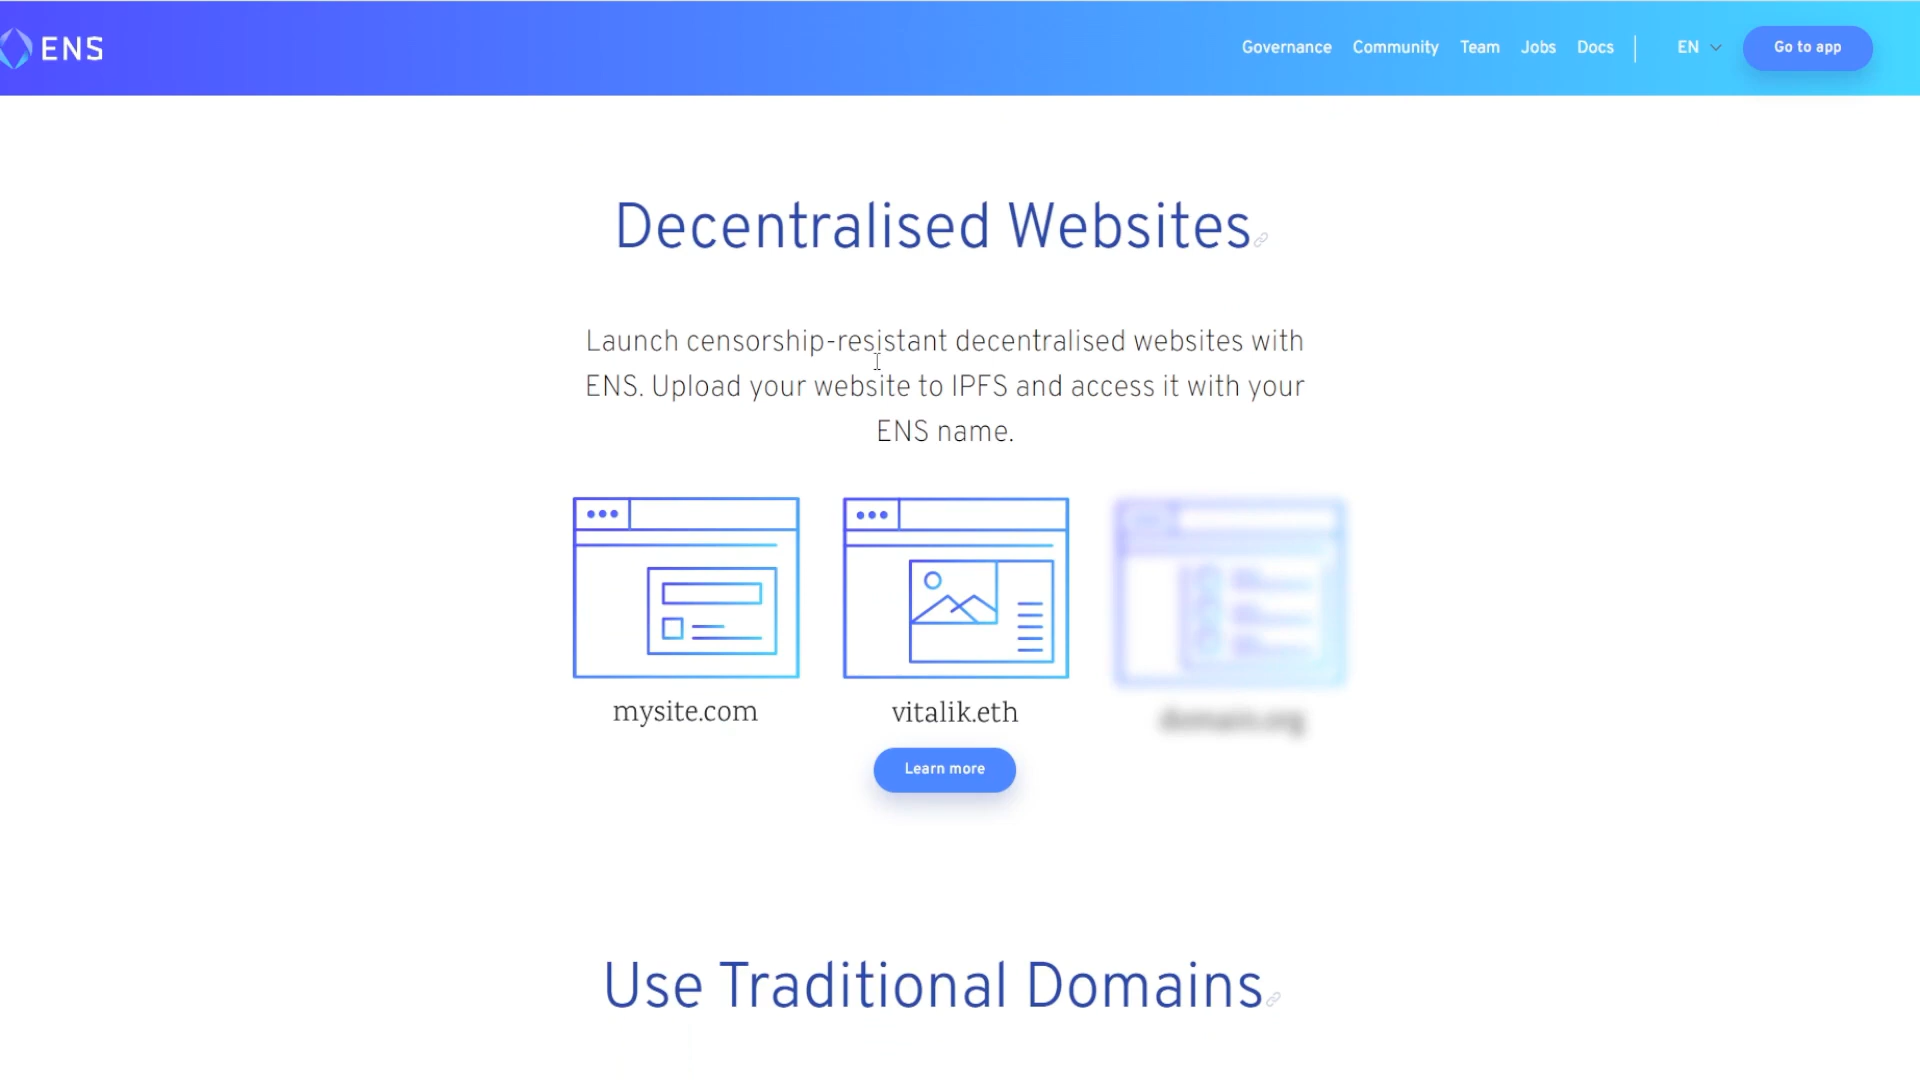 ENS
Governance Community Team Jobs Docs EN Go to app
Decentralised Websites
Launch censorship-resistant decentralised websites with
ENS. Upload your website to IPFS and access it with your
ENS name.
mysite.com vitalik.eth domain.org
Learn more
Use Traditional Domains